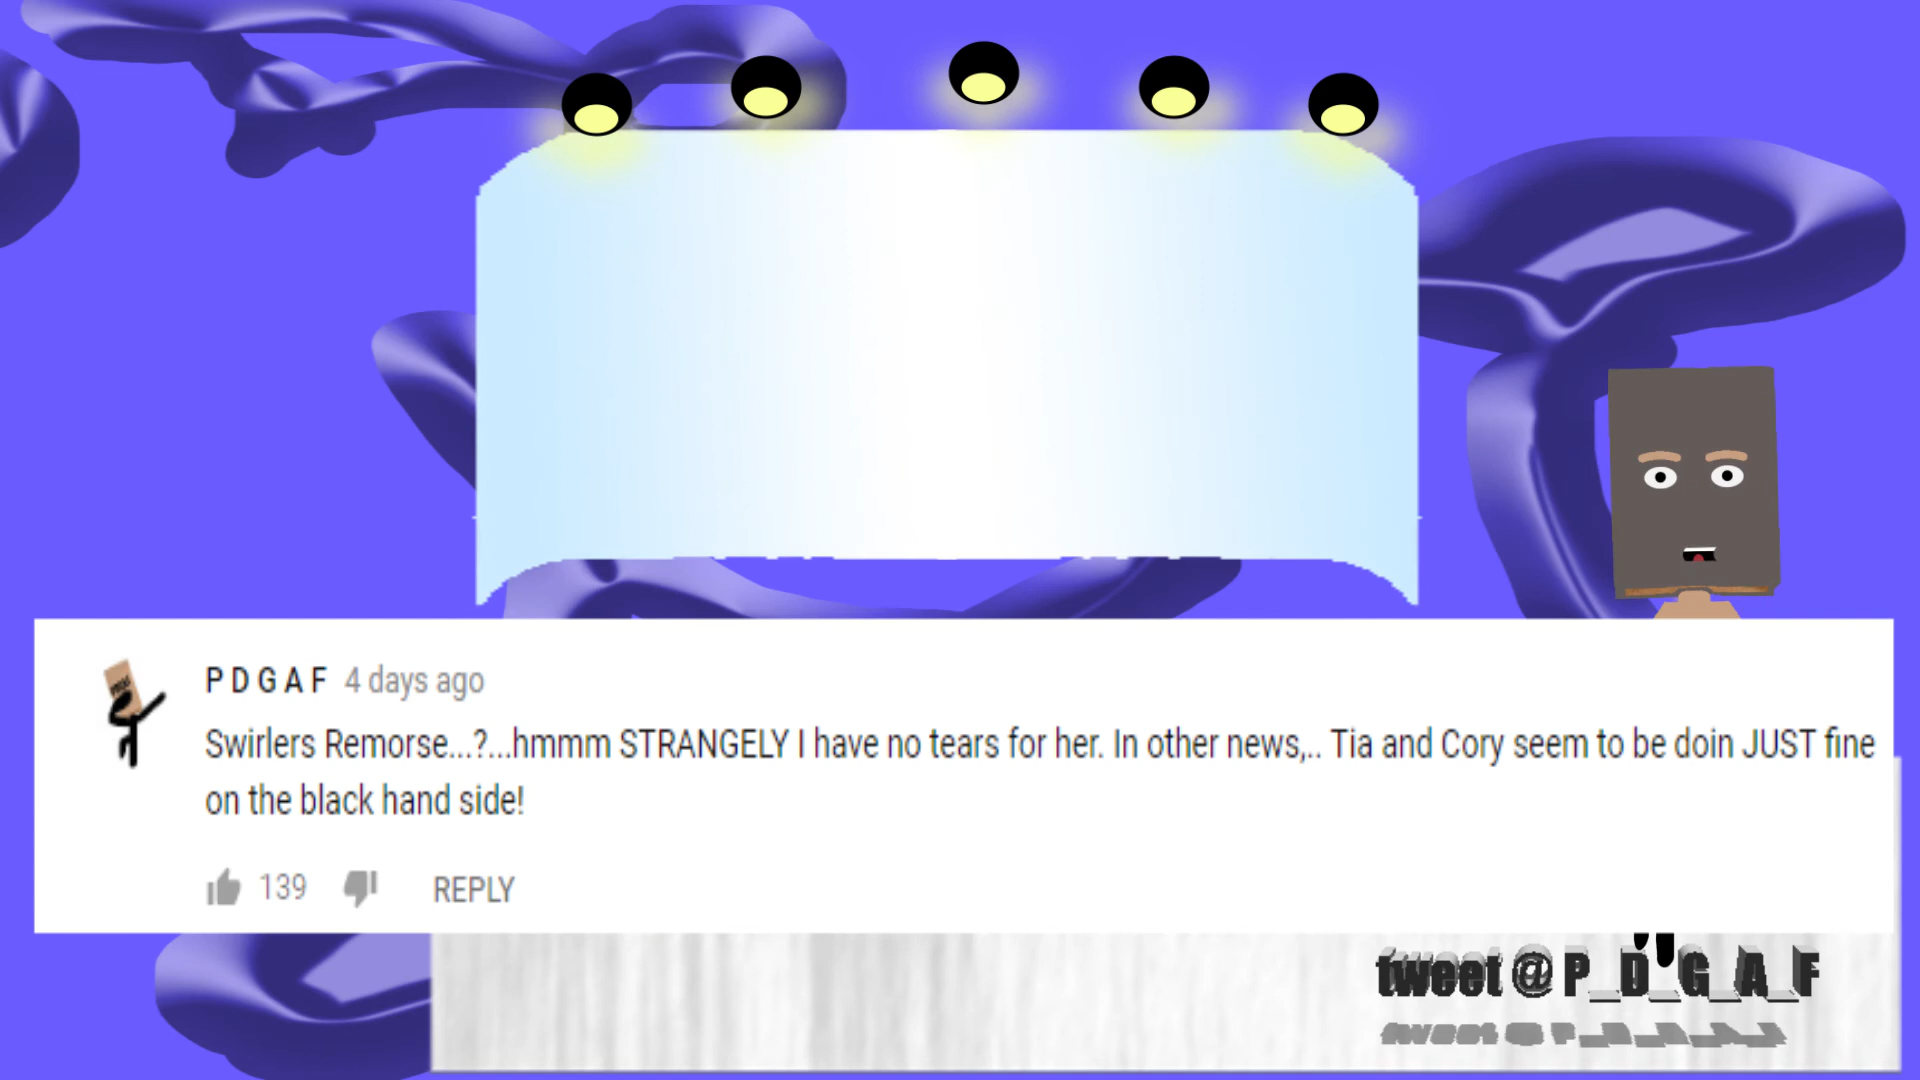 P D G A F 4 days ago
Swirlers Remorse...?...hmmm STRANGELY I have no tears for her. In other news,.. Tia and Cory seem to be doin JUST fine
on the black hand side!
139 REPLY
tweet @ P_D_G_A_F